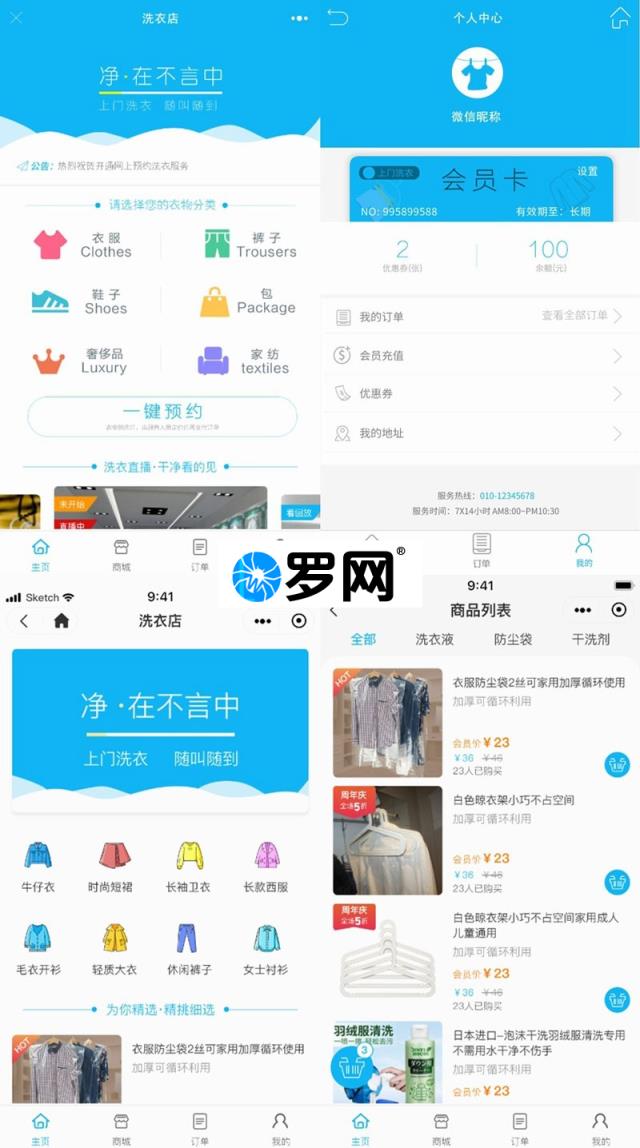 洗衣店
净·在不言中
上门洗衣 随叫随到
公告：热烈祝贺开通网上预约洗衣服务
请选择您的衣物分类
衣 服
Clothes
裤 子
Trousers
鞋 子
Shoes
包
Package
奢侈品
Luxury
家 纺
textiles
一键预约
洗衣直播·干净看的见
未开始
直播中
看回放
主页
商城
订单
个人中心
微信昵称
上门洗衣
会员卡
设置
NO: 995899588
有效期至：长期
2
优惠券(张)
100
余额(元)
我的订单
查看全部订单
会员充值
优惠券
我的地址
服务热线：010-12345678
服务时间：7X14小时 AM8:00~PM10:30
订单
我的
罗网®
Sketch
9:41
洗衣店
净·在不言中
上门洗衣 随叫随到
牛仔衣
时尚短裙
长袖卫衣
长款西服
毛衣开衫
轻质大衣
休闲裤子
女士衬衫
为你精选·精挑细选
HOT
衣服防尘袋2丝可家用加厚循环使用
加厚可循环利用
主页
商城
订单
我的
9:41
商品列表
全部
洗衣液
防尘袋
干洗剂
HOT
衣服防尘袋2丝可家用加厚循环使用
加厚可循环利用
会员价¥23
¥36 ¥46
23人已购买
周年庆
全场5折
白色晾衣架小巧不占空间
加厚可循环利用
会员价¥23
¥36 ¥46
23人已购买
周年庆
全场5折
白色晾衣架小巧不占空间家用成人
儿童通用
加厚可循环利用
会员价¥23
¥36 ¥46
23人已购买
羽绒服清洗
一喷一擦 轻松去污
3
日本进口–泡沫干洗羽绒服清洗专用
不需用水干净不伤手
加厚可循环利用
会员价¥23
主页
商城
订单
我的